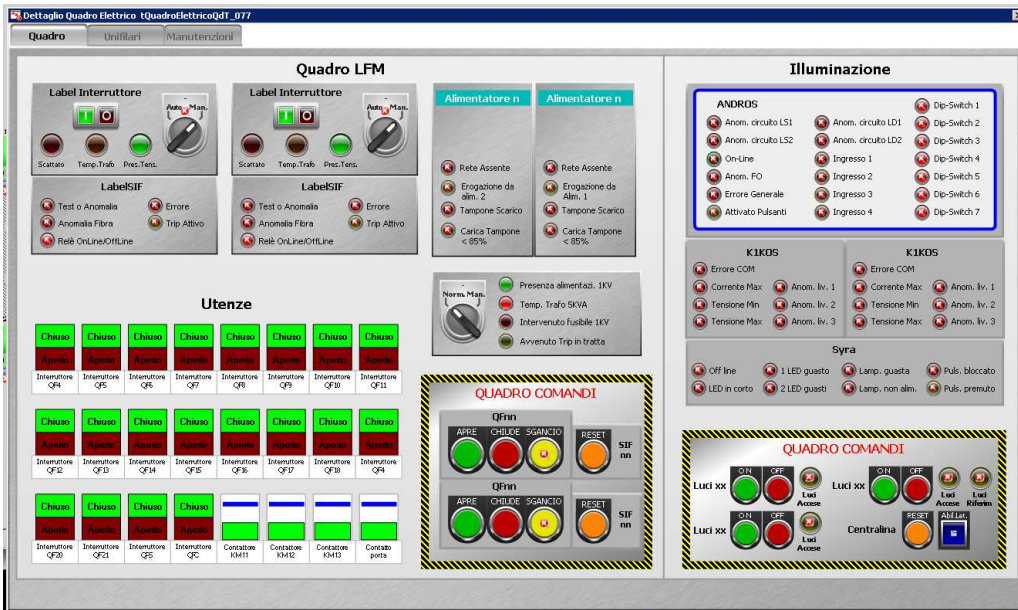 Dettaglio Quadro Elettrico tQuadroElettricoQdT_077
Quadro
Unifilari
Manutenzioni
Quadro LFM
Label Interruttore
Auto Man.
I O
Scattato
Temp.Trafo
Pres.Tens.
LabelSIF
Test o Anomalia
Errore
Anomalia Fibra
Trip Attivo
Relè OnLine/OffLine
Label Interruttore
Auto Man.
I O
Scattato
Temp.Trafo
Pres.Tens.
LabelSIF
Test o Anomalia
Errore
Anomalia Fibra
Trip Attivo
Relè OnLine/OffLine
Alimentatore n
Rete Assente
Erogazione da
alim. 2
Tampone Scarico
Carica Tampone
< 85%
Alimentatore n
Rete Assente
Erogazione da
Alim. 1
Tampone Scarico
Carica Tampone
< 85%
Norm. Man.
Presenza alimentazi. 1KV
Temp. Trafo 5KVA
Intervenuto fusibile 1KV
Avvenuto Trip in tratta
Utenze
Chiuso Chiuso Chiuso Chiuso Chiuso Chiuso Chiuso Chiuso
Aperto Aperto Aperto Aperto Aperto Aperto Aperto Aperto
Interruttore Interruttore Interruttore Interruttore Interruttore Interruttore Interruttore Interruttore
QF4 QF5 QF6 QF7 QF8 QF9 QF10 QF11
Chiuso Chiuso Chiuso Chiuso Chiuso Chiuso Chiuso Chiuso
Aperto Aperto Aperto Aperto Aperto Aperto Aperto Aperto
Interruttore Interruttore Interruttore Interruttore Interruttore Interruttore Interruttore Interruttore
QF12 QF13 QF14 QF15 QF16 QF17 QF18 QF4
Chiuso Chiuso Chiuso Chiuso
Aperto Aperto Aperto Aperto
Interruttore Interruttore Interruttore Interruttore Contattore Contattore Contattore Contatto
QF20 QF21 QFS QFC KM11 KM12 KM13 porta
QUADRO COMANDI
QFnn
APRE CHIUDE SGANCIO RESET
SIF
nn
QFnn
APRE CHIUDE SGANCIO RESET
SIF
nn
Illuminazione
ANDROS
Dip-Switch 1
Anom. circuito LS1 Anom. circuito LD1 Dip-Switch 2
Anom. circuito LS2 Anom. circuito LD2 Dip-Switch 3
On-Line Ingresso 1 Dip-Switch 4
Anom. FO Ingresso 2 Dip-Switch 5
Errore Generale Ingresso 3 Dip-Switch 6
Attivato Pulsanti Ingresso 4 Dip-Switch 7
K1KOS
Errore COM
Corrente Max Anom. liv. 1
Tensione Min Anom. liv. 2
Tensione Max Anom. liv. 3
K1KOS
Errore COM
Corrente Max Anom. liv. 1
Tensione Min Anom. liv. 2
Tensione Max Anom. liv. 3
Syra
Off line 1 LED guasto Lamp. guasta Puls. bloccato
LED in corto 2 LED guasti Lamp. non alim. Puls. premuto
QUADRO COMANDI
Luci xx
ON OFF
Luci
Accese
Luci xx
ON OFF
Luci
Accese
Luci
Riferim
Luci xx
ON OFF
Luci
Accese
Centralina
RESET
Abil.Let.